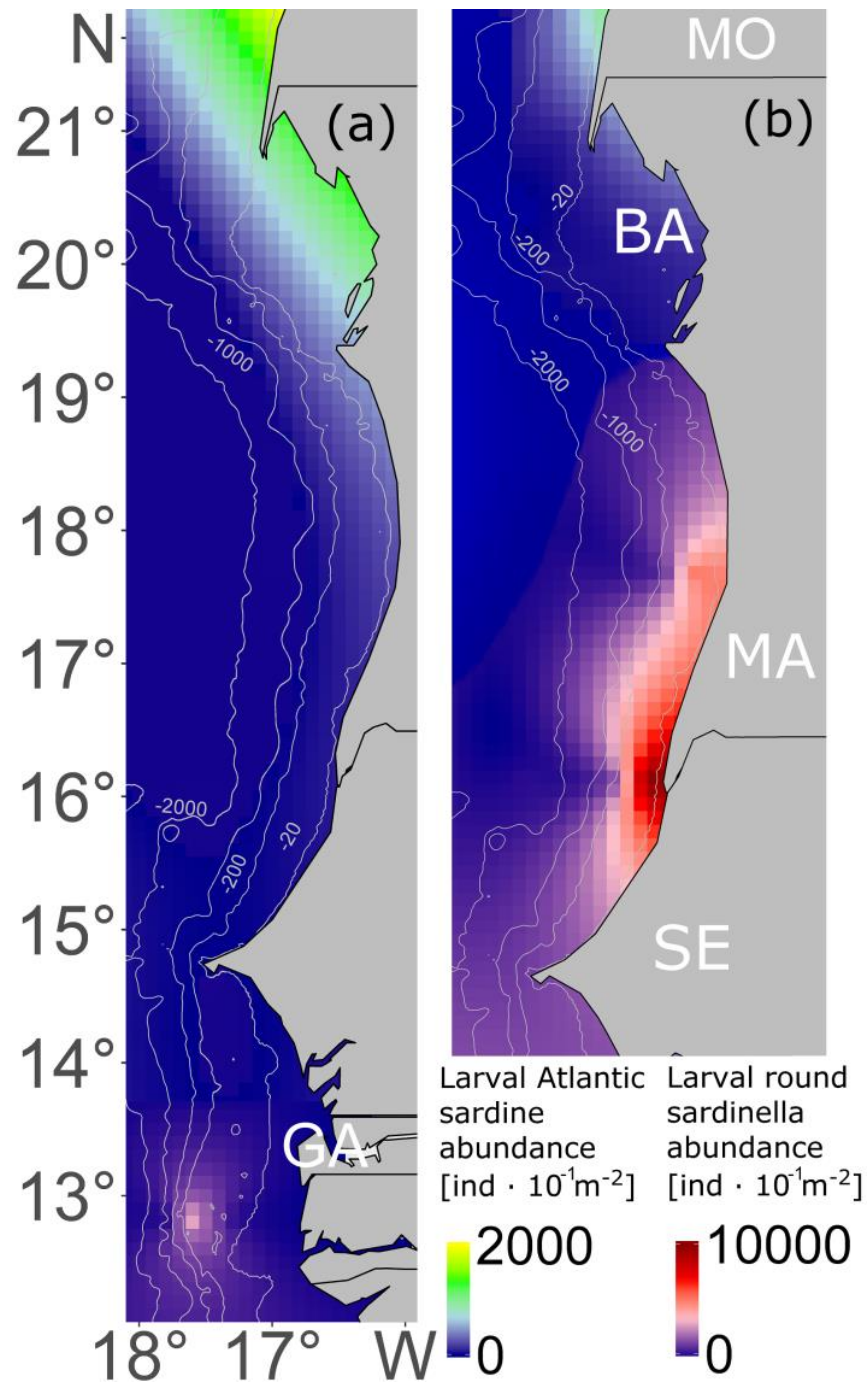 N
21°
20°
19°
18°
17°
16°
15°
14°
13°
18° 17° W
(a)
-1000
-2000
-20
-200
GA
MO
(b)
BA
-20
-200
-2000
-1000
MA
SE
Larval Atlantic
sardine
abundance
[ind · 10⁻¹m⁻²]
2000
0
Larval round
sardinella
abundance
[ind · 10⁻¹m⁻²]
10000
0